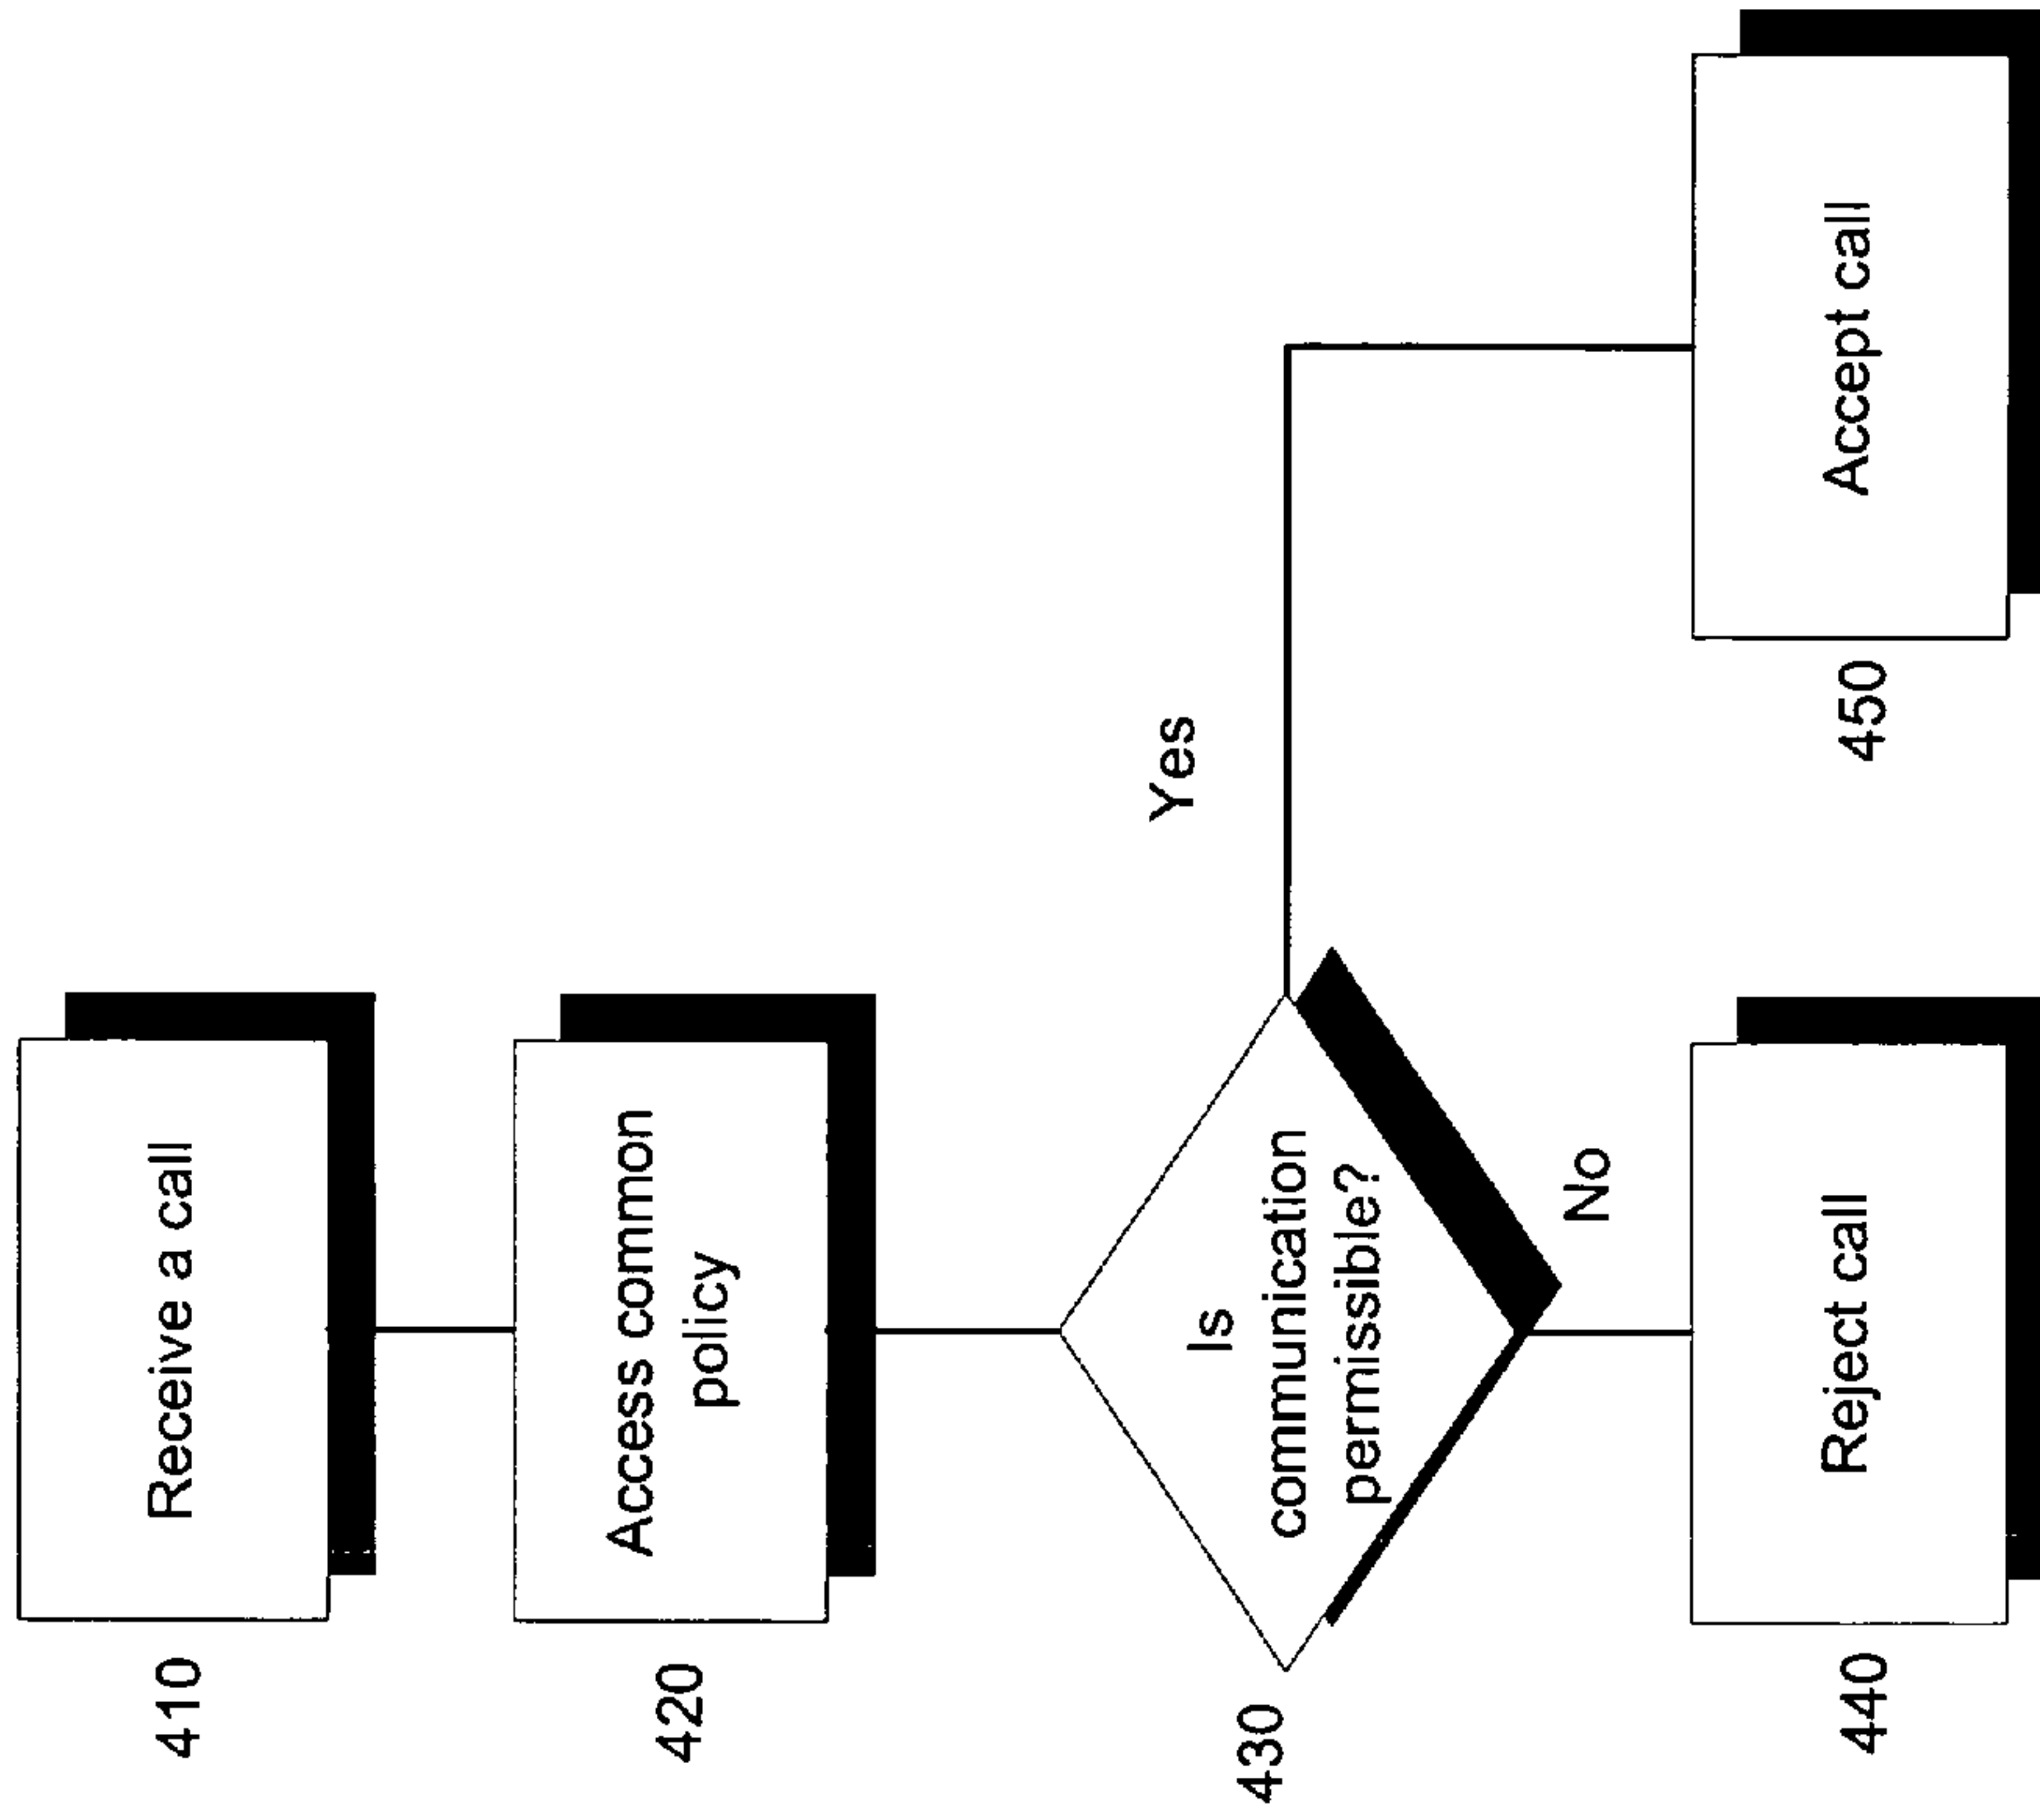 410
Receive a call
420
Access common
policy
430
Is
communication
permissible?
Yes
No
440
Reject call
450
Accept call